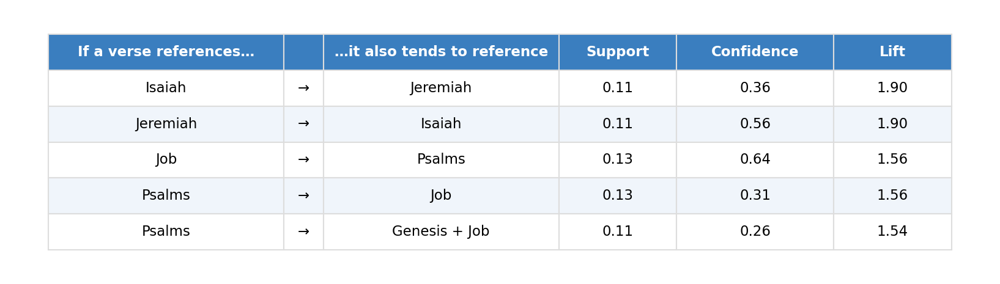 If a verse references… …it also tends to reference Support Confidence Lift
Isaiah → Jeremiah 0.11 0.36 1.90
Jeremiah → Isaiah 0.11 0.56 1.90
Job → Psalms 0.13 0.64 1.56
Psalms → Job 0.13 0.31 1.56
Psalms → Genesis + Job 0.11 0.26 1.54